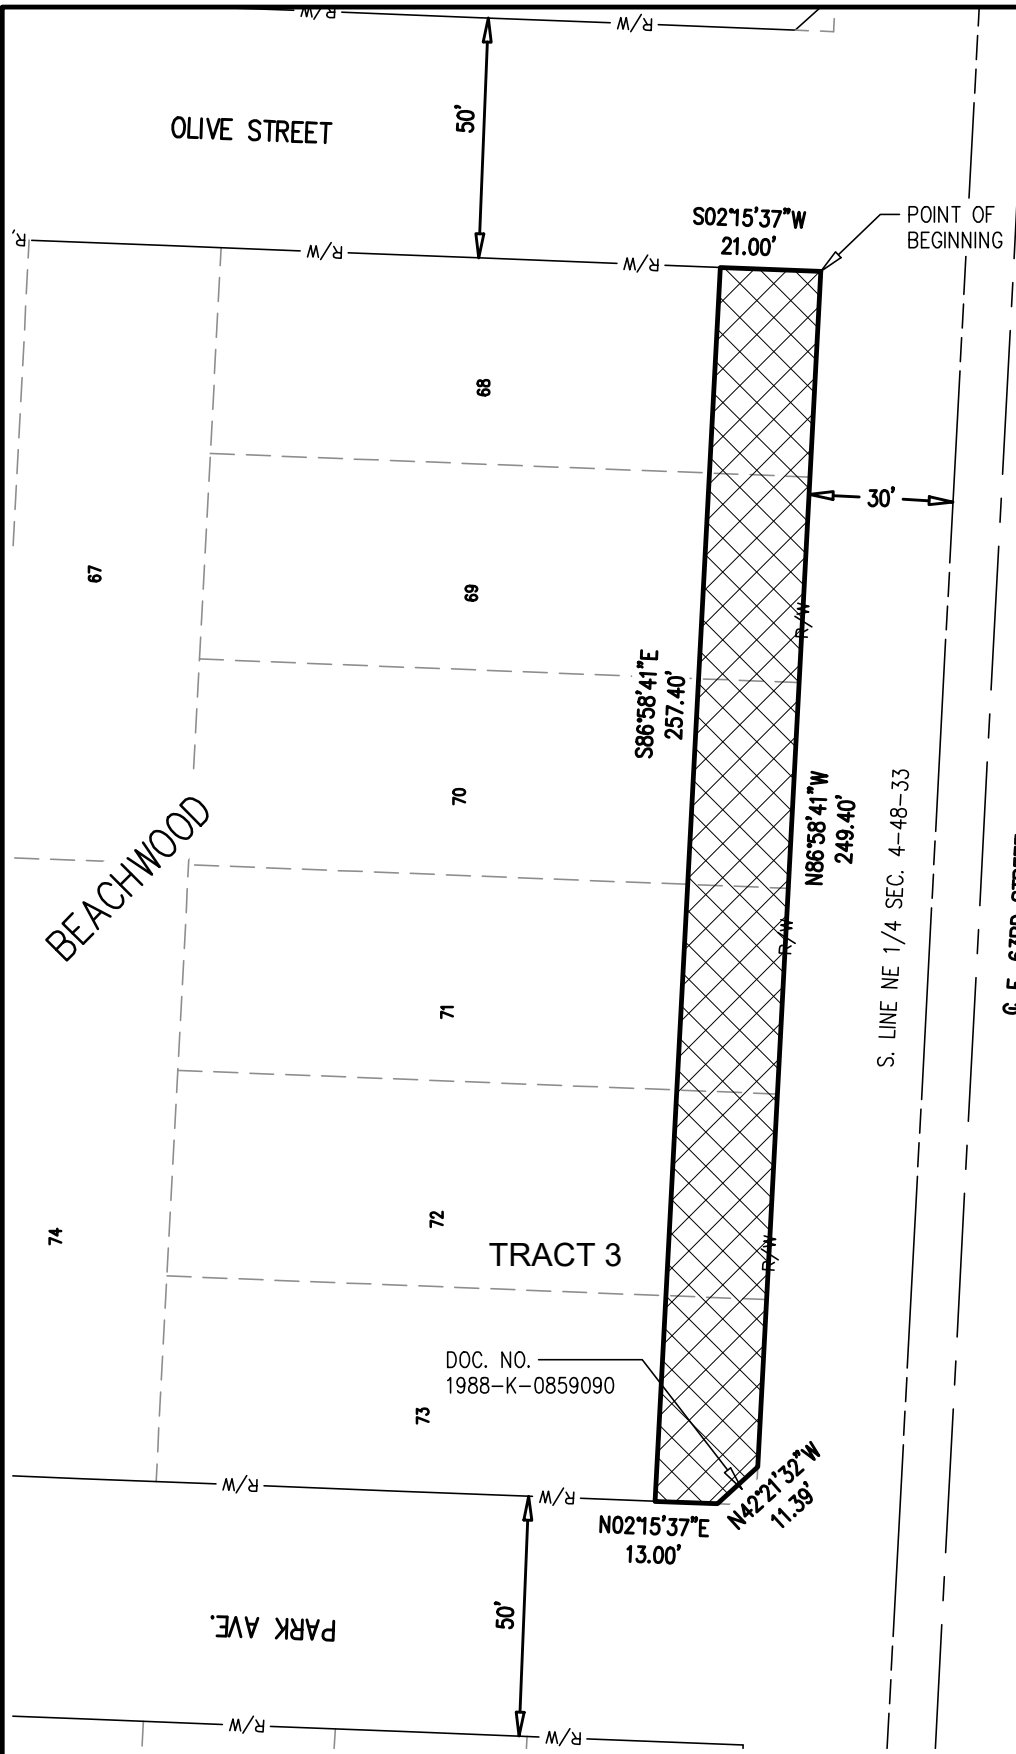 R/W
R/W
OLIVE STREET
50'
S02°15'37"W
21.00'
POINT OF
BEGINNING
R/W
R/W
68
30'
67
69
R/W
S86°58'41"E
257.40'
70
N86°58'41"W
249.40'
S. LINE NE 1/4 SEC. 4-48-33
BEACHWOOD
R/W
71
72
74
TRACT 3
R/W
DOC. NO.
1988-K-0859090
73
R/W
R/W
N02°15'37"E
13.00'
N42°21'32"W
11.39'
PARK AVE.
50'
R/W
R/W